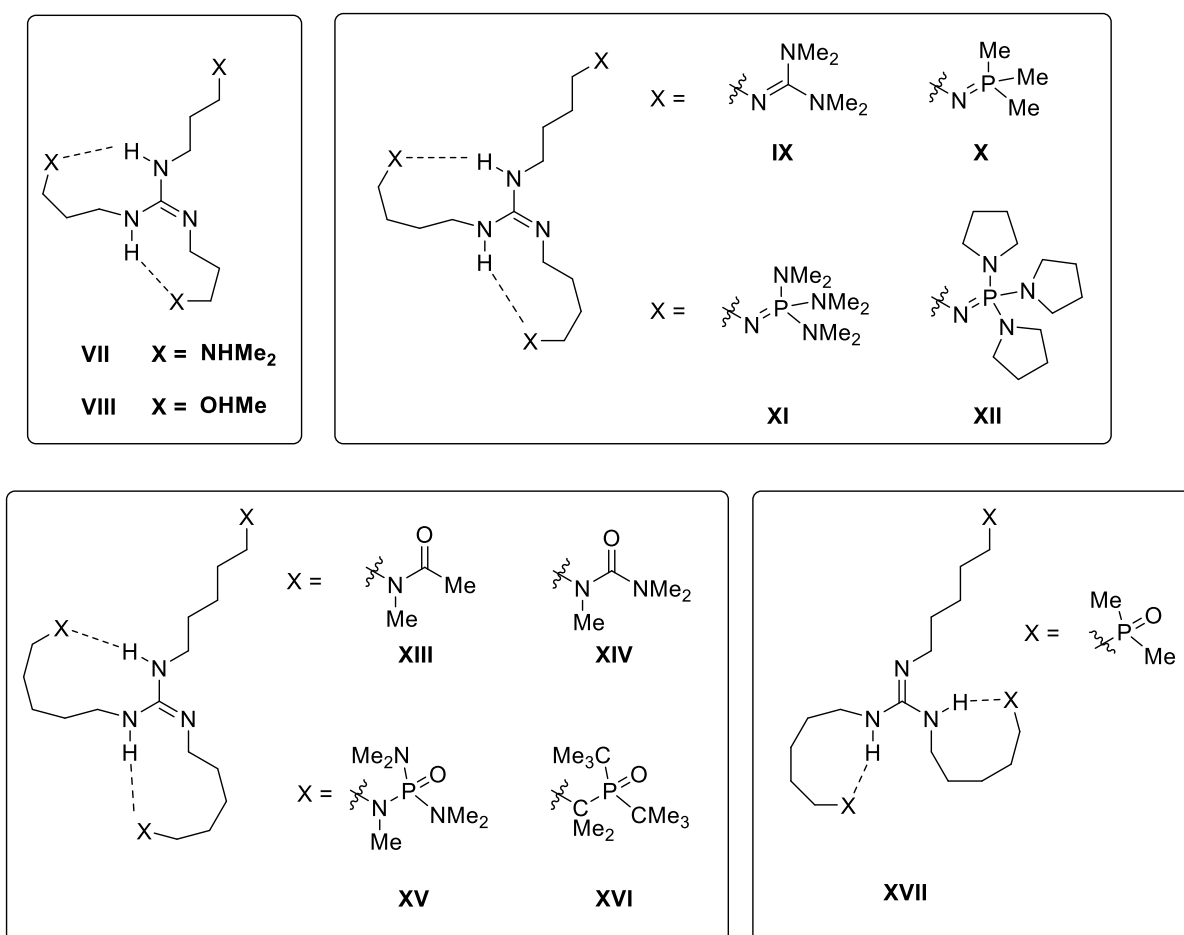 X
X
H
N
N
H
N
X
VII X = NHMe2
VIII X = OHMe
X
X
H
N
N
H
N
X
X =
N
NMe2
NMe2
IX
N
P
Me
Me
Me
X
X =
N
P
NMe2
NMe2
NMe2
XI
N
P
N
N
N
XII
X
X
H
N
N
H
N
X
X =
O
N
Me
Me
XIII
O
N
NMe2
Me
XIV
X =
Me2N
O
P
N
NMe2
Me
XV
Me3C
O
P
C
CMe3
Me2
XVI
X
N
N
N
H
H
X
X
X =
Me
O
P
Me
XVII